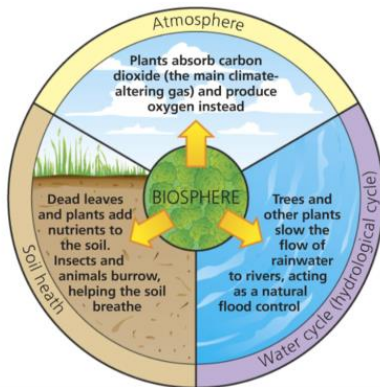 Atmosphere
Plants absorb carbon
dioxide (the main climate-
altering gas) and produce
oxygen instead
BIOSPHERE
Dead leaves
and plants add
nutrients to
the soil.
Insects and
animals burrow,
helping the soil
breathe
Soil heath
Trees and
other plants
slow the
flow of
rainwater
to rivers, acting
as a natural
flood control
Water cycle (hydrological cycle)